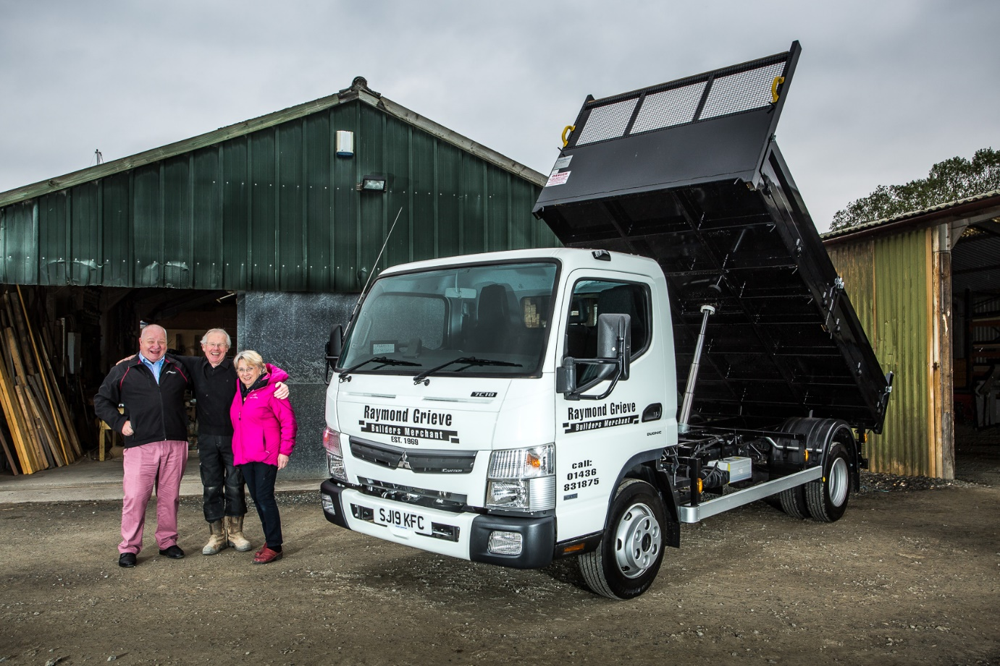 DANGER
7C18
Raymond Grieve
Builders Merchant
EST. 1969
CANTER
SJ19 KFC
Raymond Grieve
Builders Merchant
DUONIC
call:
01436
831875